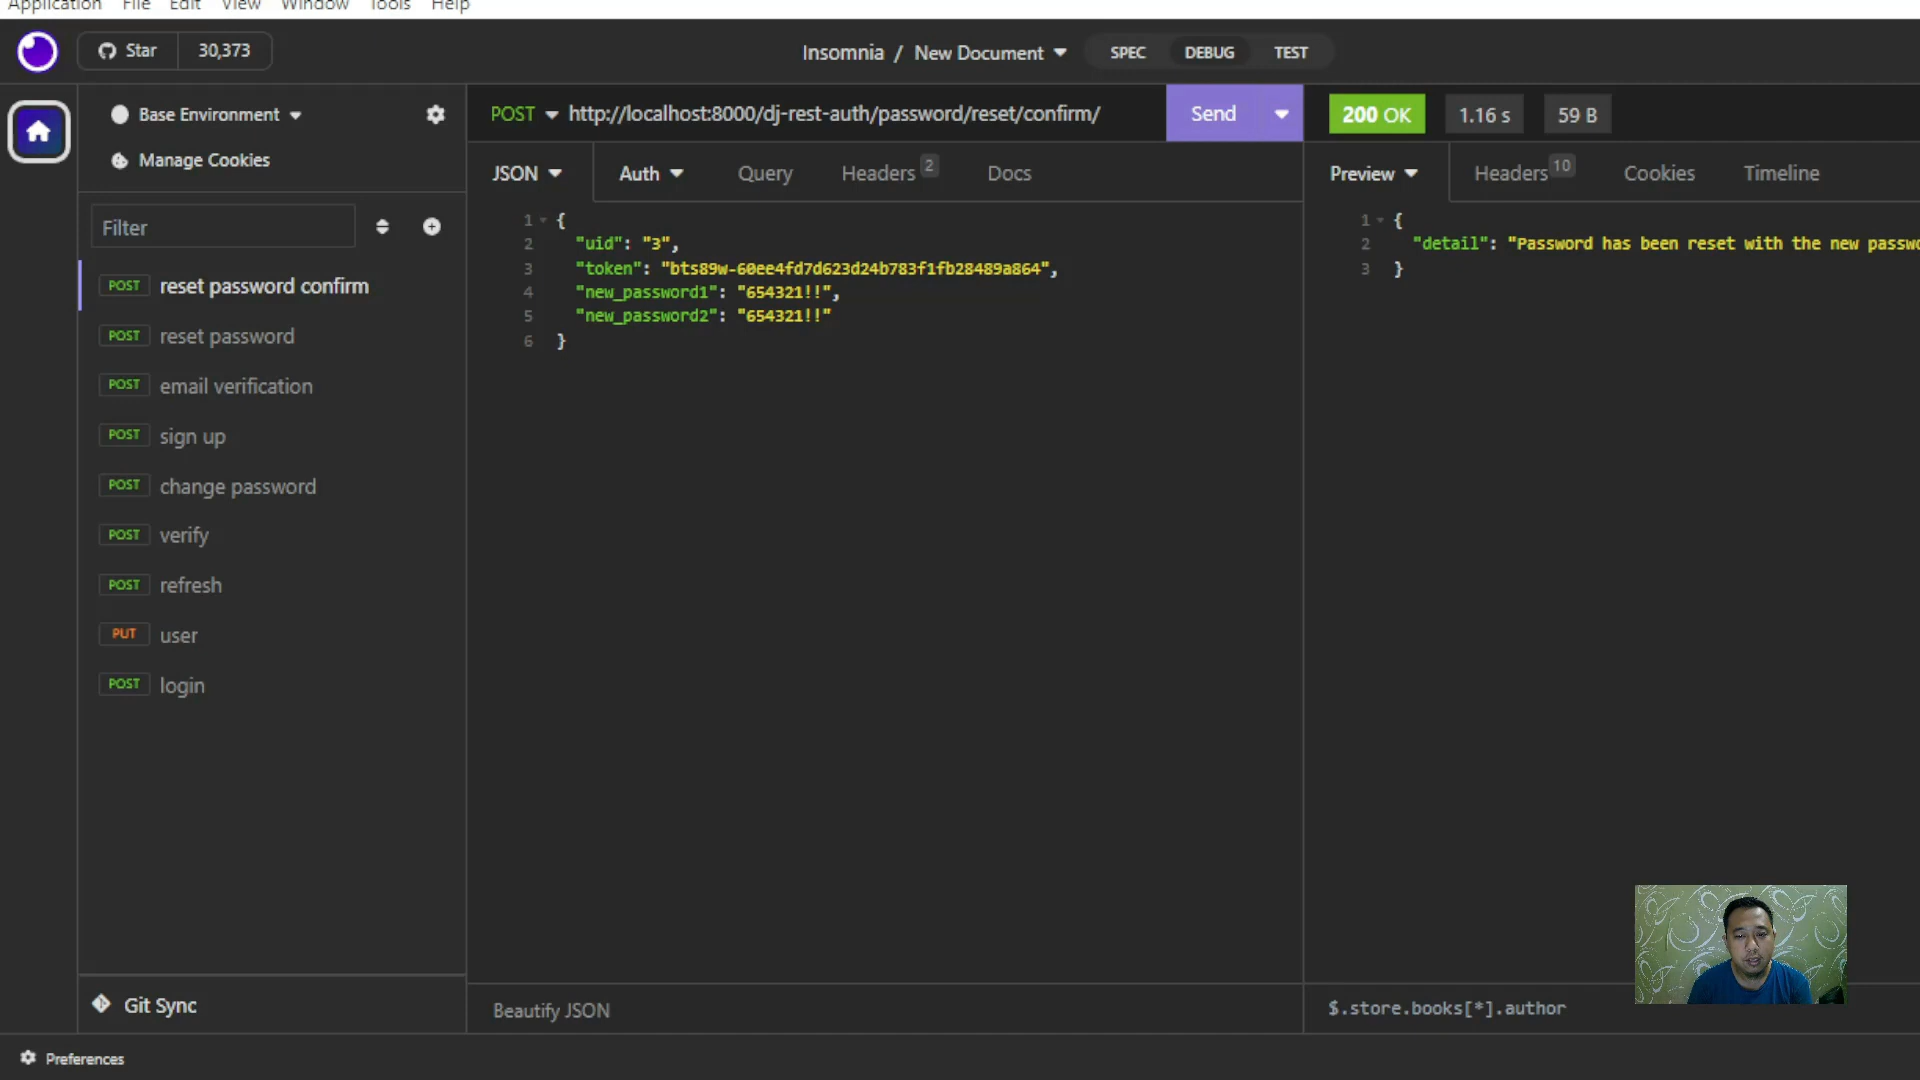 Application File Edit View Window Tools Help
Star 30,373
Insomnia / New Document
SPEC DEBUG TEST
Base Environment
Manage Cookies
Filter
POST reset password confirm
POST reset password
POST email verification
POST sign up
POST change password
POST verify
POST refresh
PUT user
POST login
Git Sync
Preferences
POST http://localhost:8000/dj-rest-auth/password/reset/confirm/
Send
JSON Auth Query Headers 2 Docs
1 {
2 "uid": "3",
3 "token": "bts89w-60ee4fd7d623d24b783f1fb28489a864",
4 "new_password1": "654321!!",
5 "new_password2": "654321!!"
6 }
Beautify JSON
200 OK 1.16 s 59 B
Preview Headers 10 Cookies Timeline
1 {
2 "detail": "Password has been reset with the new passwo
3 }
$.store.books[*].author